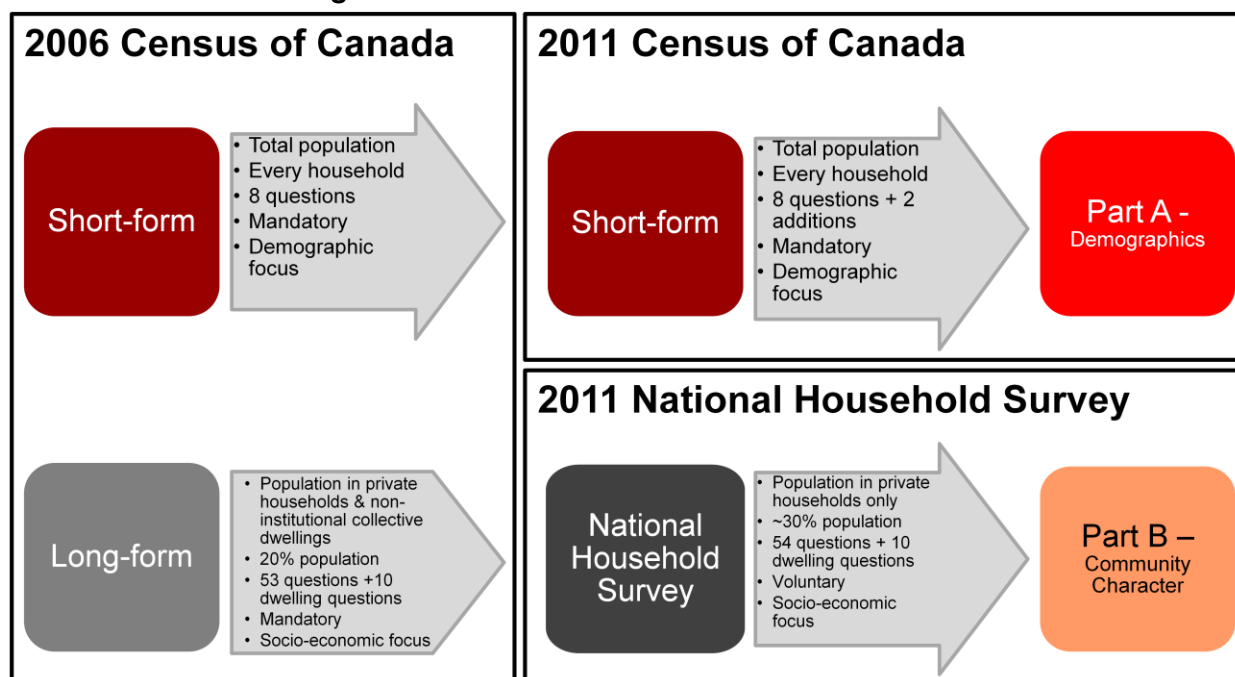 2006 Census of Canada
Short-form
• Total population
• Every household
• 8 questions
• Mandatory
• Demographic
focus
Long-form
• Population in private
households & non-
institutional collective
dwellings
• 20% population
• 53 questions +10
dwelling questions
• Mandatory
• Socio-economic focus
2011 Census of Canada
Short-form
• Total population
• Every household
• 8 questions + 2
additions
• Mandatory
• Demographic
focus
Part A -
Demographics
2011 National Household Survey
National
Household
Survey
• Population in private
households only
• ~30% population
• 54 questions + 10
dwelling questions
• Voluntary
• Socio-economic
focus
Part B –
Community
Character